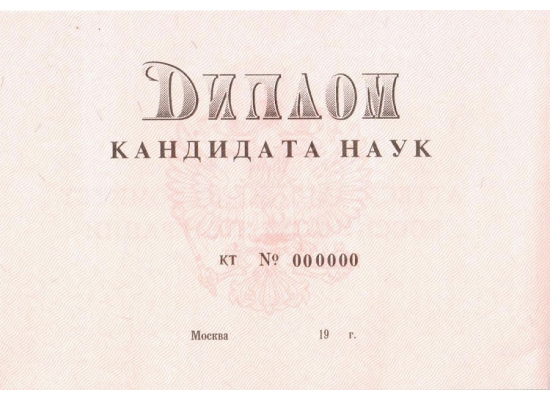 Диплом
КАНДИДАТА НАУК
КТ № 000000
Москва 19 г.